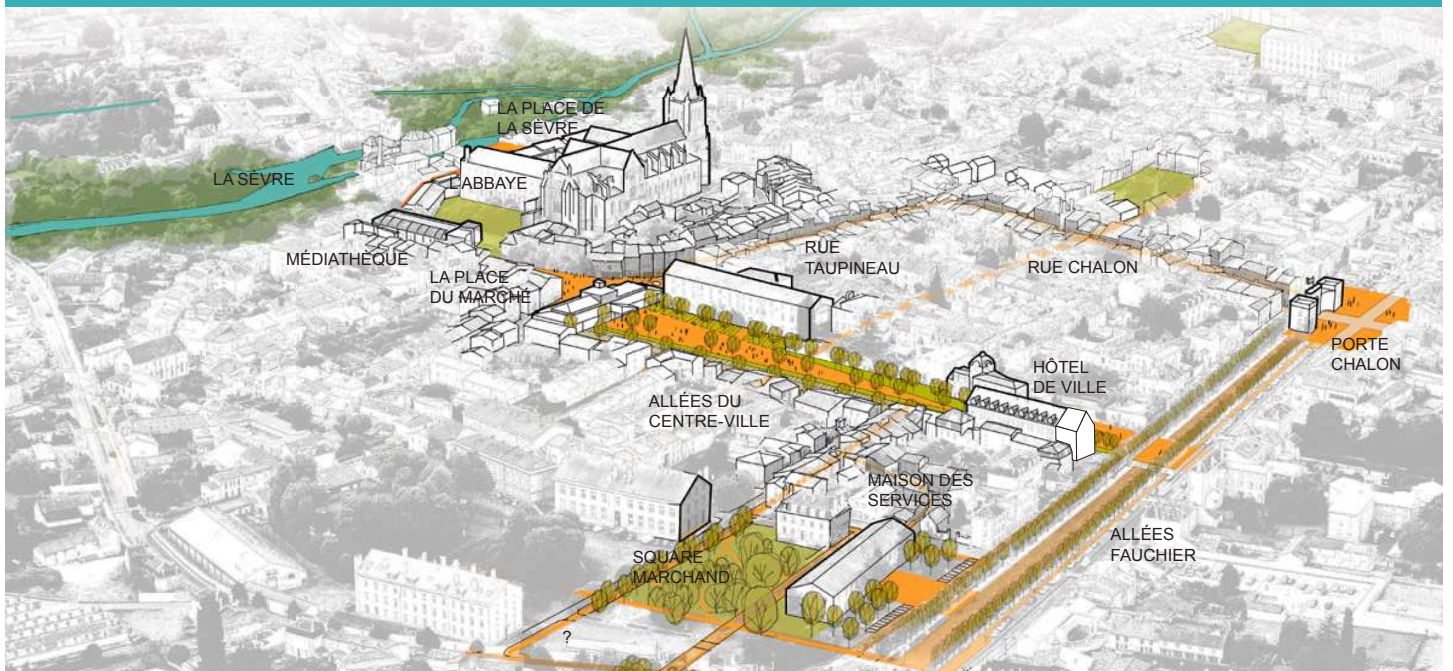 LA PLACE DE
LA SÈVRE
LA SÈVRE
L'ABBAYE
MÉDIATHÈQUE
LA PLACE
DU MARCHÉ
RUE
TAUPINEAU
RUE CHALON
PORTE
CHALON
HÔTEL
DE VILLE
ALLÉES DU
CENTRE-VILLE
MAISON DES
SERVICES
ALLÉES
FAUCHIER
SQUARE
MARCHAND
?